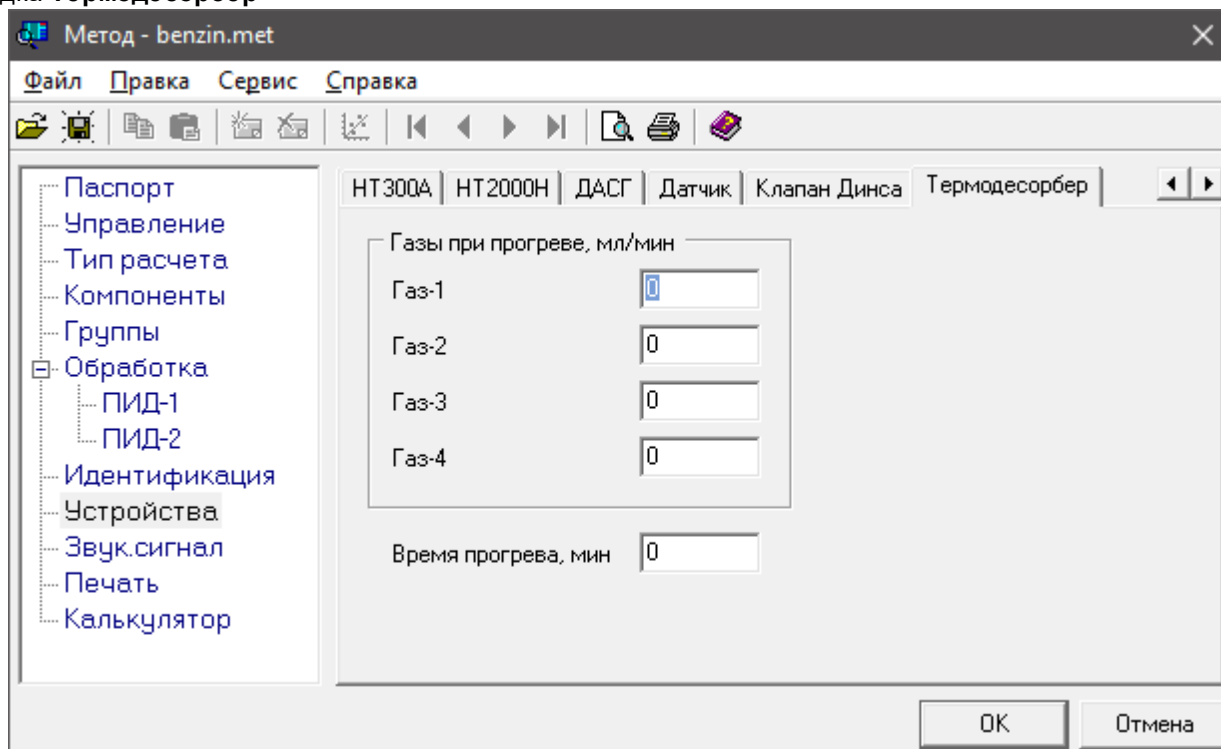 Термодесорбер
Метод - benzin.met
Файл Правка Сервис Справка
Паспорт
Управление
Тип расчета
Компоненты
Группы
Обработка
ПИД-1
ПИД-2
Идентификация
Устройства
Звук.сигнал
Печать
Калькулятор
HT300A HT2000H ДАСГ Датчик Клапан Динса Термодесорбер
Газы при прогреве, мл/мин
Газ-1 0
Газ-2 0
Газ-3 0
Газ-4 0
Время прогрева, мин 0
OK Отмена